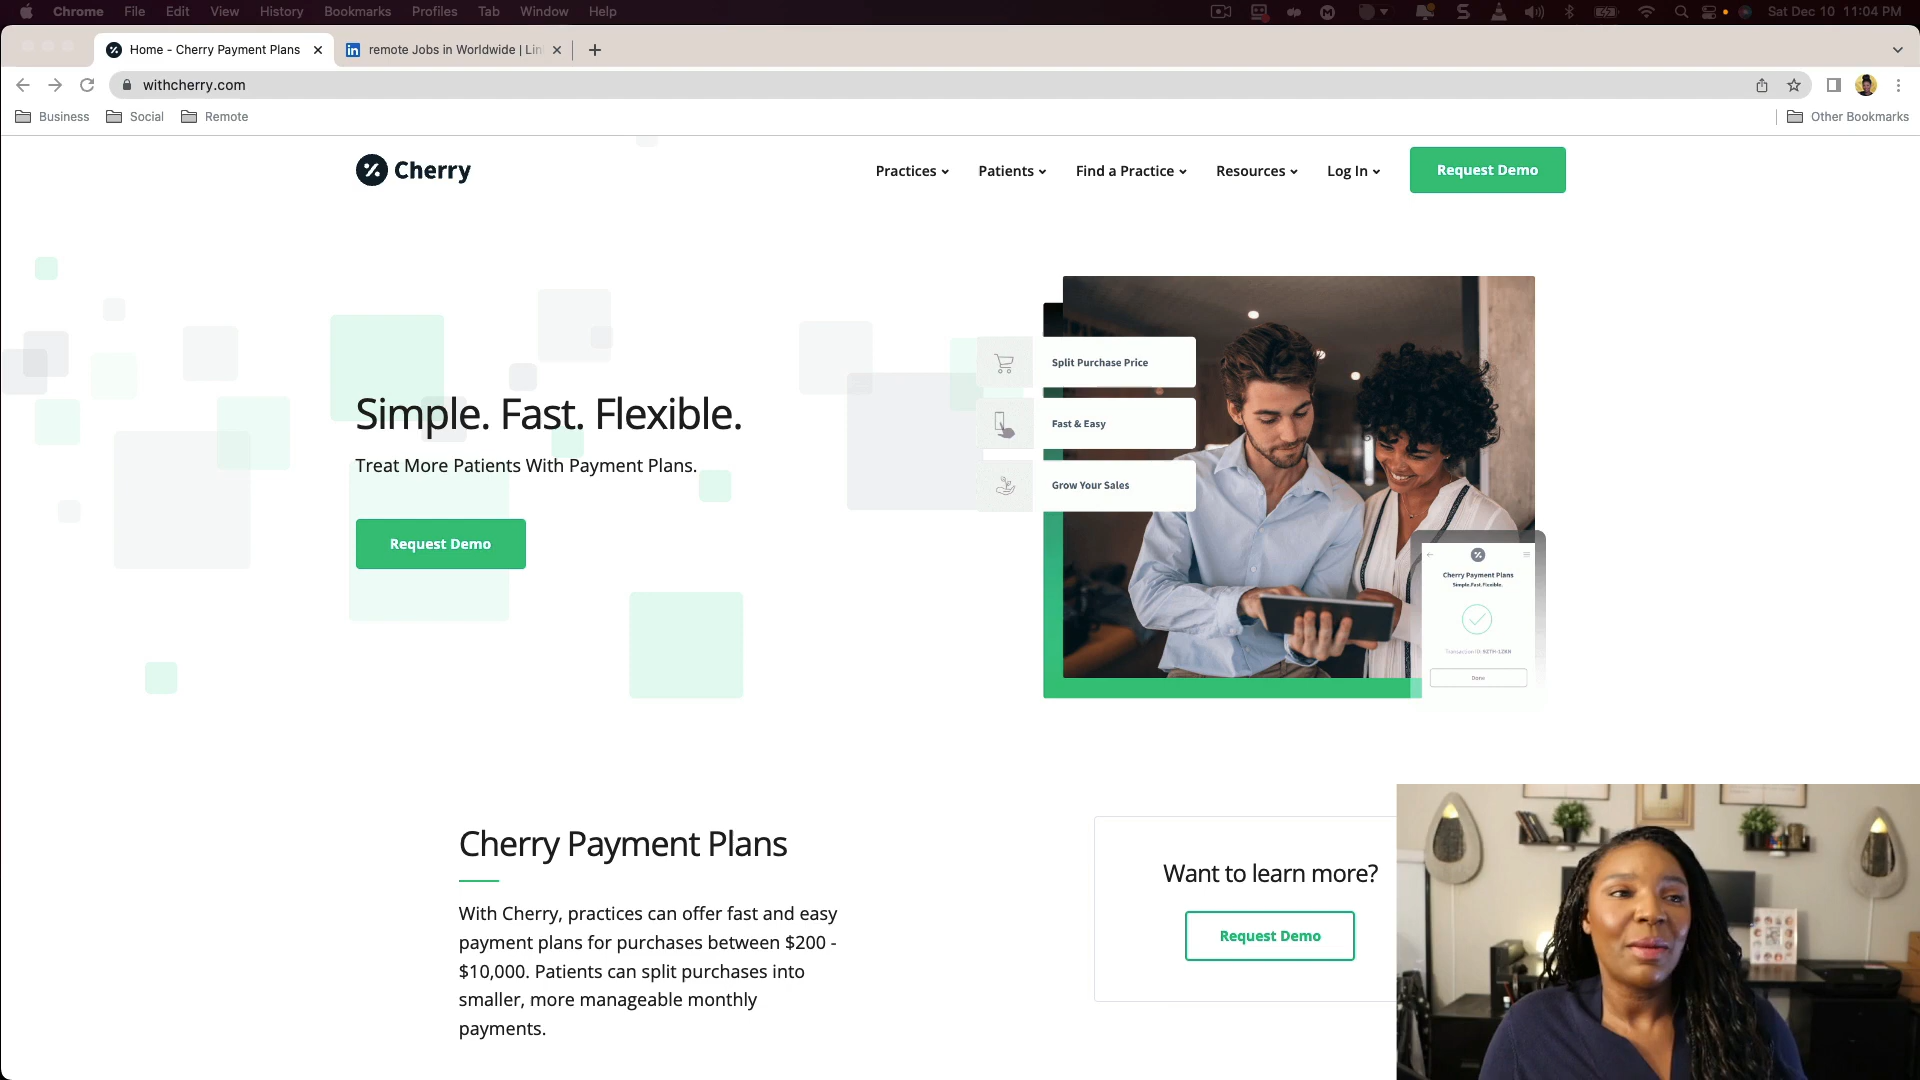 Chrome File Edit View History Bookmarks Profiles Tab Window Help Sat Dec 10 11:04 PM
Home - Cherry Payment Plans
remote Jobs in Worldwide | Lin
withcherry.com
Business Social Remote Other Bookmarks
Cherry
Practices Patients Find a Practice Resources Log In Request Demo
Split Purchase Price
Fast & Easy
Grow Your Sales
Simple. Fast. Flexible.
Treat More Patients With Payment Plans.
Request Demo
Cherry Payment Plans
Simple.Fast.Flexible.
Done
Cherry Payment Plans
With Cherry, practices can offer fast and easy
payment plans for purchases between $200 -
$10,000. Patients can split purchases into
smaller, more manageable monthly
payments.
Want to learn more?
Request Demo